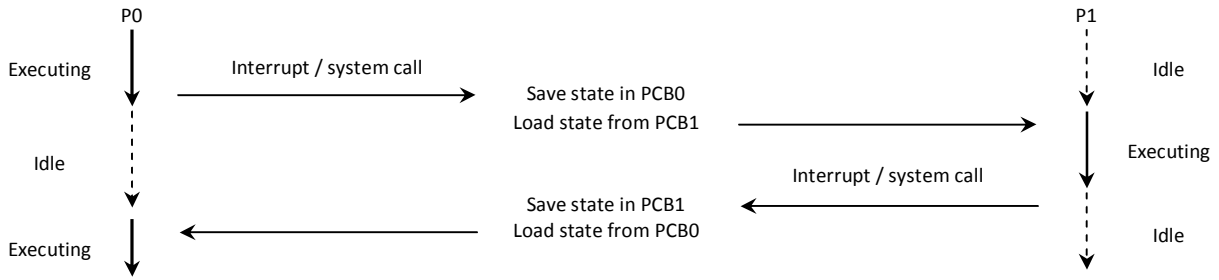 P0
P1
Executing
Interrupt / system call
Idle
Save state in PCB0
Load state from PCB1
Idle
Executing
Interrupt / system call
Save state in PCB1
Load state from PCB0
Executing
Idle